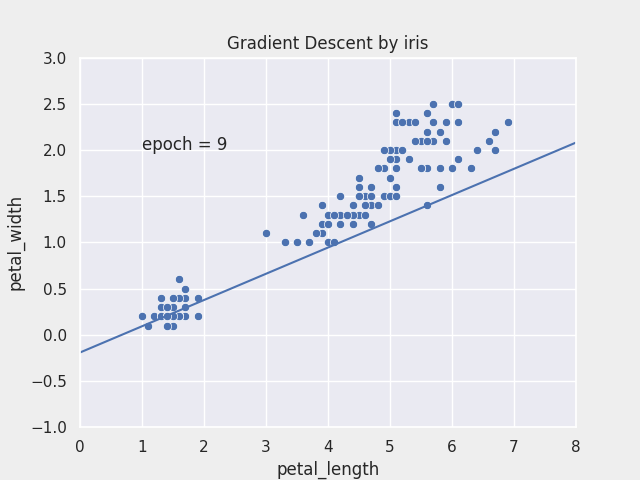 Gradient Descent by iris
epoch = 9
petal_width
3.0
2.5
2.0
1.5
1.0
0.5
0.0
−0.5
−1.0
0 1 2 3 4 5 6 7 8
petal_length